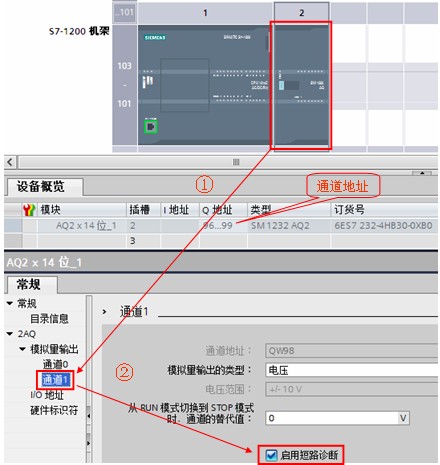 ...101
1
2
S7-1200 机架
SIEMENS
103
101
①
通道地址
设备概览
模块 插槽 I 地址 Q 地址 类型 订货号
AQ2 x 14 位_1 2 96...99 SM 1232 AQ2 6ES7 232-4HB30-0XB0
3
AQ2 x 14 位_1
常规
常规
目录信息
2AQ
模拟量输出
通道0
通道1
I/O 地址
硬件标识符
②
通道1
通道地址: QW98
模拟量输出的类型: 电压
电压范围: +/- 10 V
从 RUN 模式切换到 STOP 模式
时,通道的替代值: 0 V
启用短路诊断